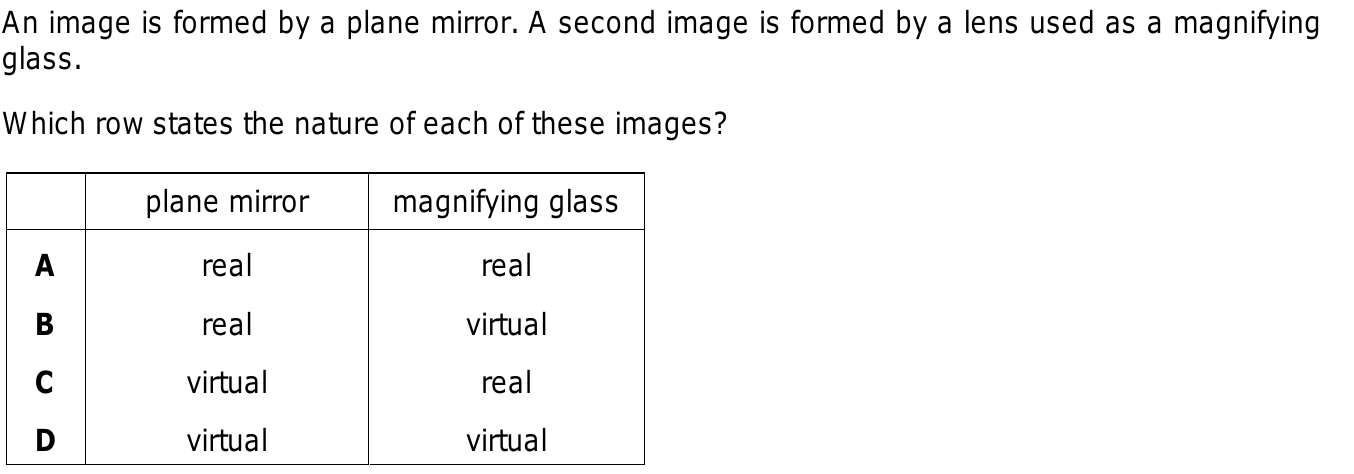 An image is formed by a plane mirror. A second image is formed by a lens used as a magnifying
glass.
Which row states the nature of each of these images?
plane mirror magnifying glass
A real real
B real virtual
C virtual real
D virtual virtual